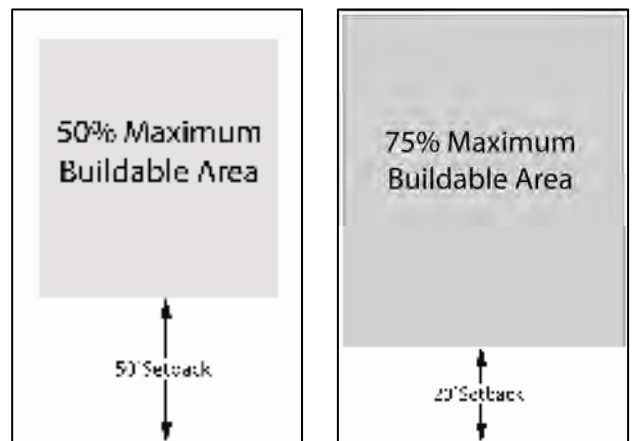 50% Maximum
Buildable Area
50' Setback
75% Maximum
Buildable Area
20' Setback